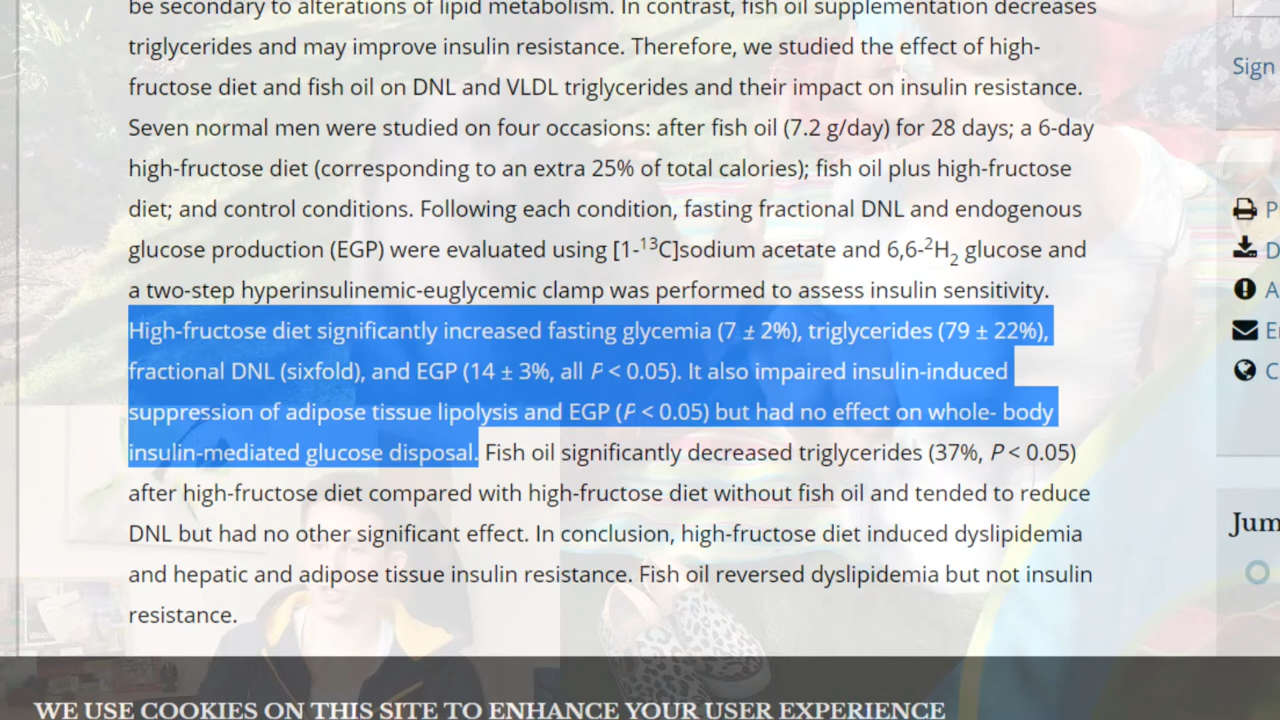 be secondary to alterations of lipid metabolism. In contrast, fish oil supplementation decreases
triglycerides and may improve insulin resistance. Therefore, we studied the effect of high-
fructose diet and fish oil on DNL and VLDL triglycerides and their impact on insulin resistance.
Seven normal men were studied on four occasions: after fish oil (7.2 g/day) for 28 days; a 6-day
high-fructose diet (corresponding to an extra 25% of total calories); fish oil plus high-fructose
diet; and control conditions. Following each condition, fasting fractional DNL and endogenous
glucose production (EGP) were evaluated using [1-¹³C]sodium acetate and 6,6-²H₂ glucose and
a two-step hyperinsulinemic-euglycemic clamp was performed to assess insulin sensitivity.
High-fructose diet significantly increased fasting glycemia (7 ± 2%), triglycerides (79 ± 22%),
fractional DNL (sixfold), and EGP (14 ± 3%, all P < 0.05). It also impaired insulin-induced
suppression of adipose tissue lipolysis and EGP (P < 0.05) but had no effect on whole- body
insulin-mediated glucose disposal. Fish oil significantly decreased triglycerides (37%, P < 0.05)
after high-fructose diet compared with high-fructose diet without fish oil and tended to reduce
DNL but had no other significant effect. In conclusion, high-fructose diet induced dyslipidemia
and hepatic and adipose tissue insulin resistance. Fish oil reversed dyslipidemia but not insulin
resistance.
WE USE COOKIES ON THIS SITE TO ENHANCE YOUR USER EXPERIENCE
Sign
P
D
A
E
C
Jum